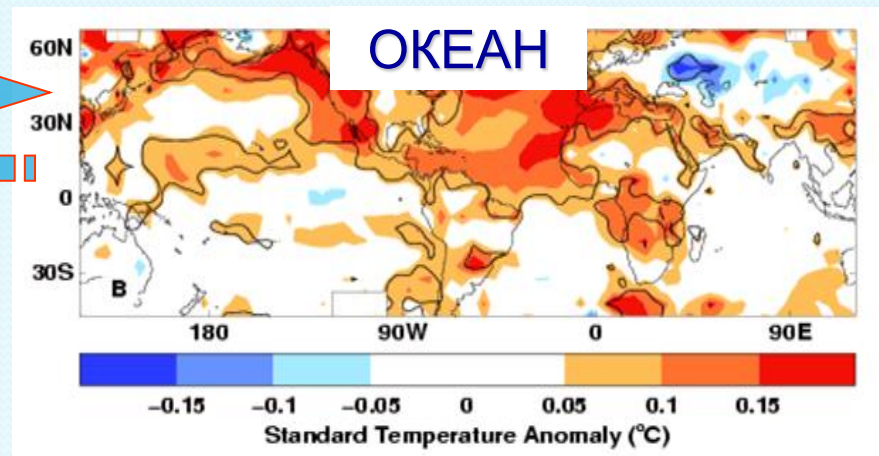 ОКЕАН
60N
30N
0
30S
B
180 90W 0 90E
−0.15 −0.1 −0.05 0 0.05 0.1 0.15
Standard Temperature Anomaly (°C)